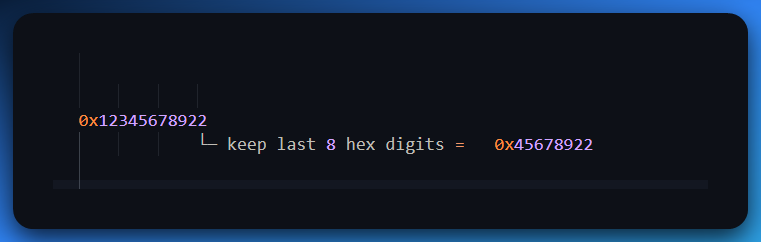 0x12345678922
└─ keep last 8 hex digits =   0x45678922